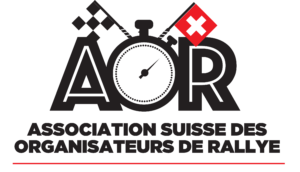 AOR
ASSOCIATION SUISSE DES
ORGANISATEURS DE RALLYE